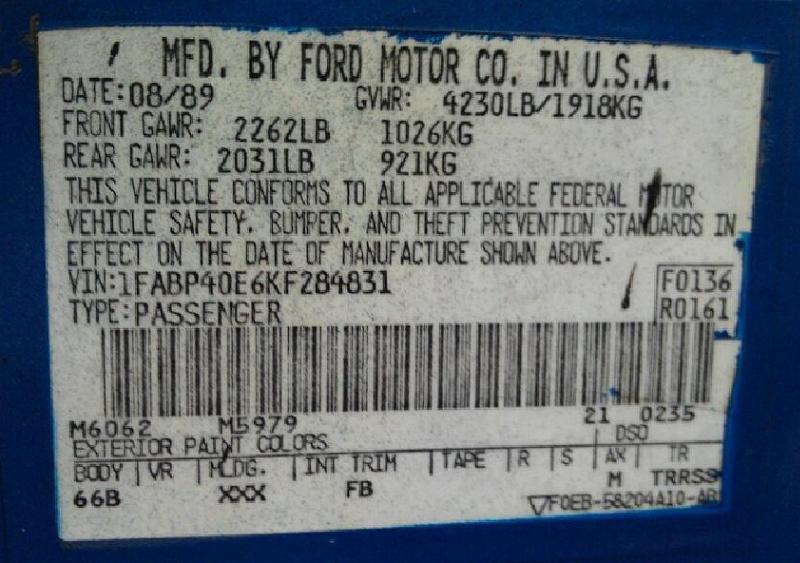 MFD. BY FORD MOTOR CO. IN U.S.A.
DATE: 08/89 GVWR: 4230LB/1918KG
FRONT GAWR: 2262LB 1026KG
REAR GAWR: 2031LB 921KG
THIS VEHICLE CONFORMS TO ALL APPLICABLE FEDERAL MOTOR
VEHICLE SAFETY, BUMPER, AND THEFT PREVENTION STANDARDS IN
EFFECT ON THE DATE OF MANUFACTURE SHOWN ABOVE.
VIN: 1FABP40E6KF284831 F0136
TYPE: PASSENGER R0161
M6062 M5979 21 0235
EXTERIOR PAINT COLORS DSO
BODY VR MLDG. INT TRIM TAPE R S AX TR
66B XXX FB M TRRSS
F0EB-58204A10-AB